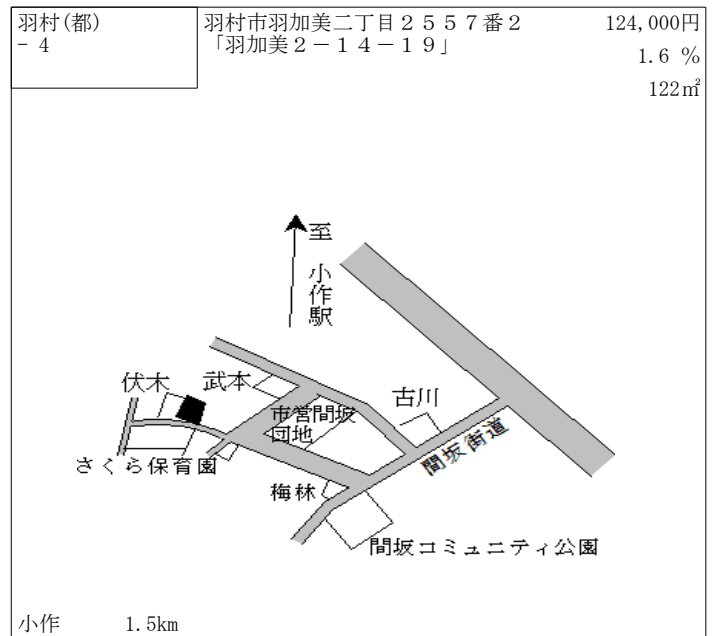 羽村(都)
- 4
羽村市羽加美二丁目２５５７番２
「羽加美２－１４－１９」
124,000円
1.6 %
122㎡
至 小作駅
伏木
武本
市営間坂
団地
古川
間坂街道
さくら保育園
梅林
間坂コミュニティ公園
小作 1.5km